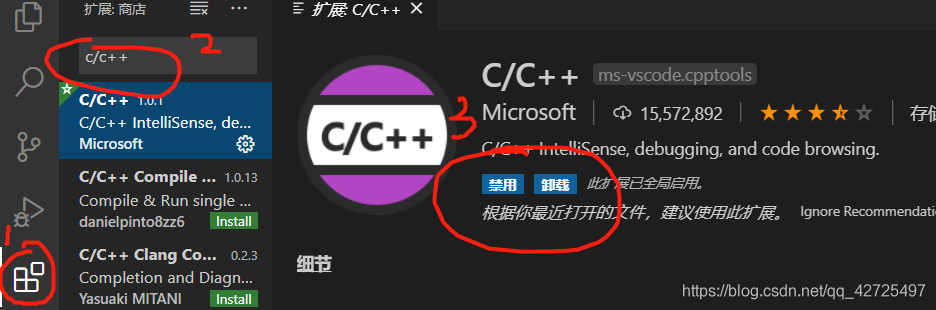 扩展: 商店
c/c++
2
C/C++ 1.0.1
C/C++ IntelliSense, de...
Microsoft
C/C++ Compile ... 1.0.13
Compile & Run single ...
danielpinto8zz6 Install
C/C++ Clang Co... 0.2.3
Completion and Diagn...
Yasuaki MITANI Install
1
扩展: C/C++
C/C++
3
C/C++ ms-vscode.cpptools
Microsoft 15,572,892 存储
C/C++ IntelliSense, debugging, and code browsing.
禁用 卸载 此扩展已全局启用。
根据你最近打开的文件，建议使用此扩展。 Ignore Recommendatio
细节
https://blog.csdn.net/qq_42725497